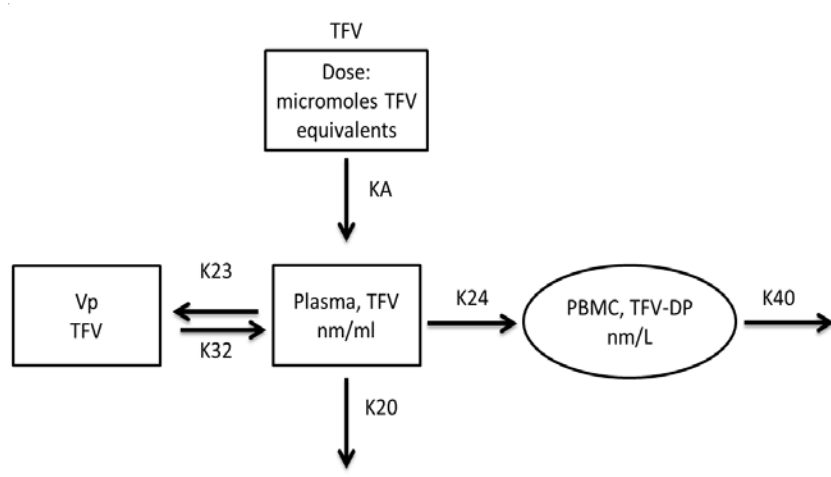 TFV
Dose:
micromoles TFV
equivalents
KA
K23
Vp
TFV
K32
Plasma, TFV
nm/ml
K24
PBMC, TFV-DP
nm/L
K40
K20